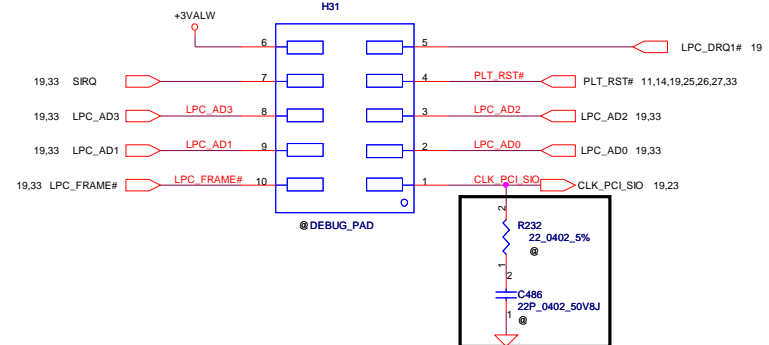 H31
+3VALW
6
5
LPC_DRQ1# 19
19,33 SIRQ
7
4
PLT_RST#
PLT_RST# 11,14,19,25,26,27,33
19,33 LPC_AD3
LPC_AD3
8
3
LPC_AD2
LPC_AD2 19,33
19,33 LPC_AD1
LPC_AD1
9
2
LPC_AD0
LPC_AD0 19,33
19,33 LPC_FRAME#
LPC_FRAME#
10
1
CLK_PCI_SIO
CLK_PCI_SIO 19,23
@DEBUG_PAD
2
R232
22_0402_5%
@
1
2
C486
22P_0402_50V8J
1
@